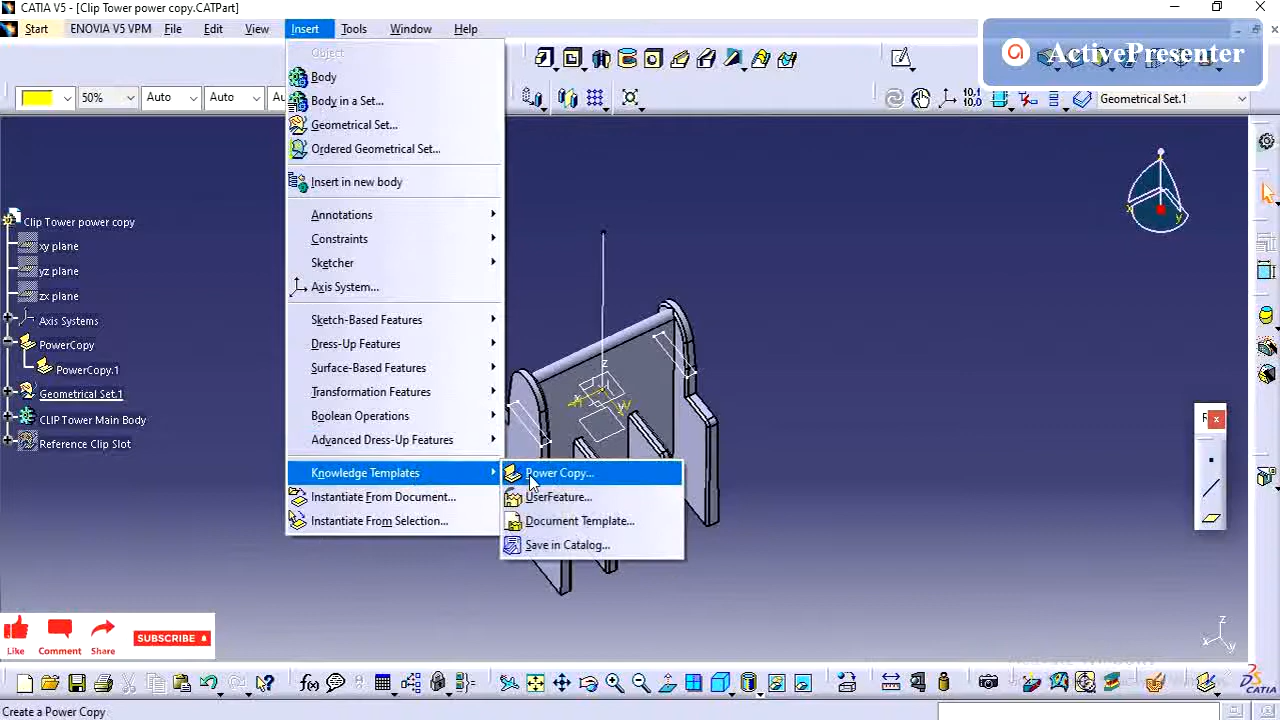 CATIA V5 - [Clip Tower power copy.CATPart]
Start ENOVIA V5 VPM File Edit View Insert Tools Window Help
ActivePresenter
50% Auto Auto
Geometrical Set.1
Object
Body
Body in a Set...
Geometrical Set...
Ordered Geometrical Set...
Insert in new body
Annotations
Constraints
Sketcher
Axis System...
Sketch-Based Features
Dress-Up Features
Surface-Based Features
Transformation Features
Boolean Operations
Advanced Dress-Up Features
Knowledge Templates
Instantiate From Document...
Instantiate From Selection...
Power Copy...
UserFeature...
Document Template...
Save in Catalog...
Clip Tower power copy
xy plane
yz plane
zx plane
Axis Systems
PowerCopy
PowerCopy.1
Geometrical Set.1
CLIP Tower Main Body
Reference Clip Slot
z
x
y
z
x
y
Like
Comment
Share
SUBSCRIBE
CATIA
Create a Power Copy